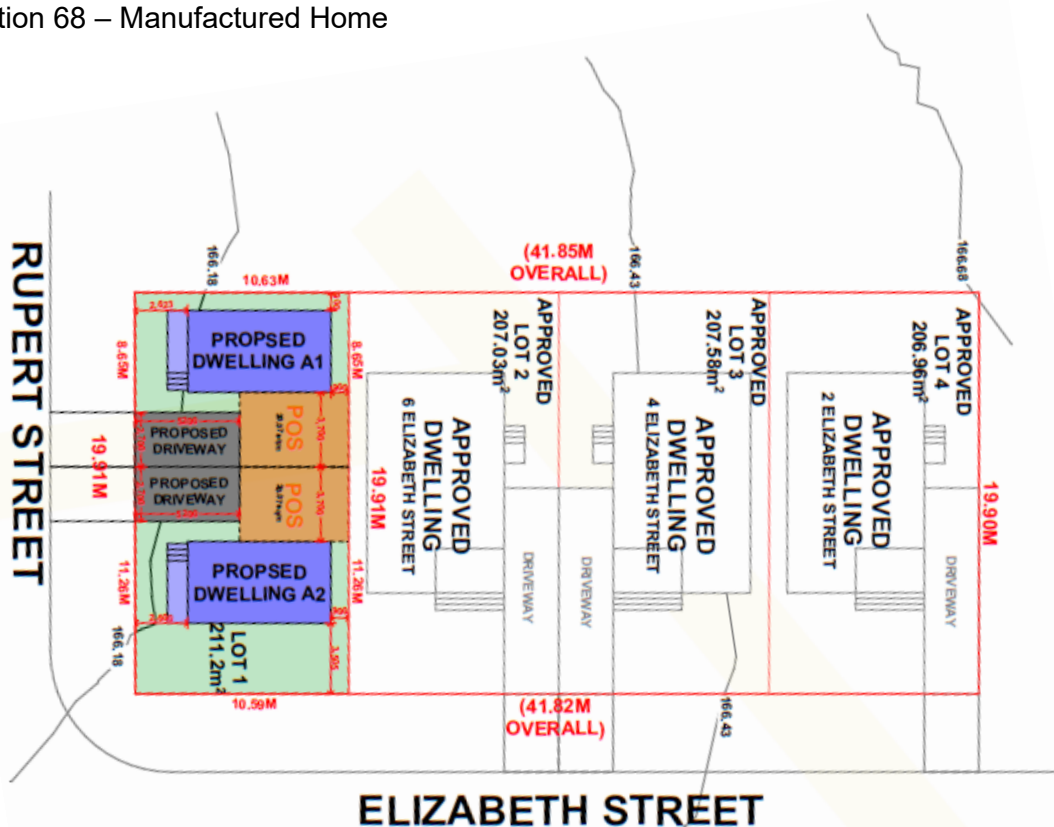 tion 68 – Manufactured Home
(41.85M
OVERALL)
166.18
166.43
166.68
10.63M
RUPERT STREET
8.65M
PROPSED
DWELLING A1
8.65M
APPROVED
LOT 2
207.03m²
APPROVED
LOT 3
207.58m²
APPROVED
LOT 4
206.96m²
PROPOSED
DRIVEWAY
POS
3,700
19.91M
PROPOSED
DRIVEWAY
POS
3,700
19.91M
APPROVED
DWELLING
6 ELIZABETH STREET
APPROVED
DWELLING
4 ELIZABETH STREET
APPROVED
DWELLING
2 ELIZABETH STREET
19.90M
DRIVEWAY
DRIVEWAY
DRIVEWAY
11.26M
PROPSED
DWELLING A2
11.26M
166.18
LOT 1
211.2m²
10.59M
(41.82M
OVERALL)
166.43
ELIZABETH STREET